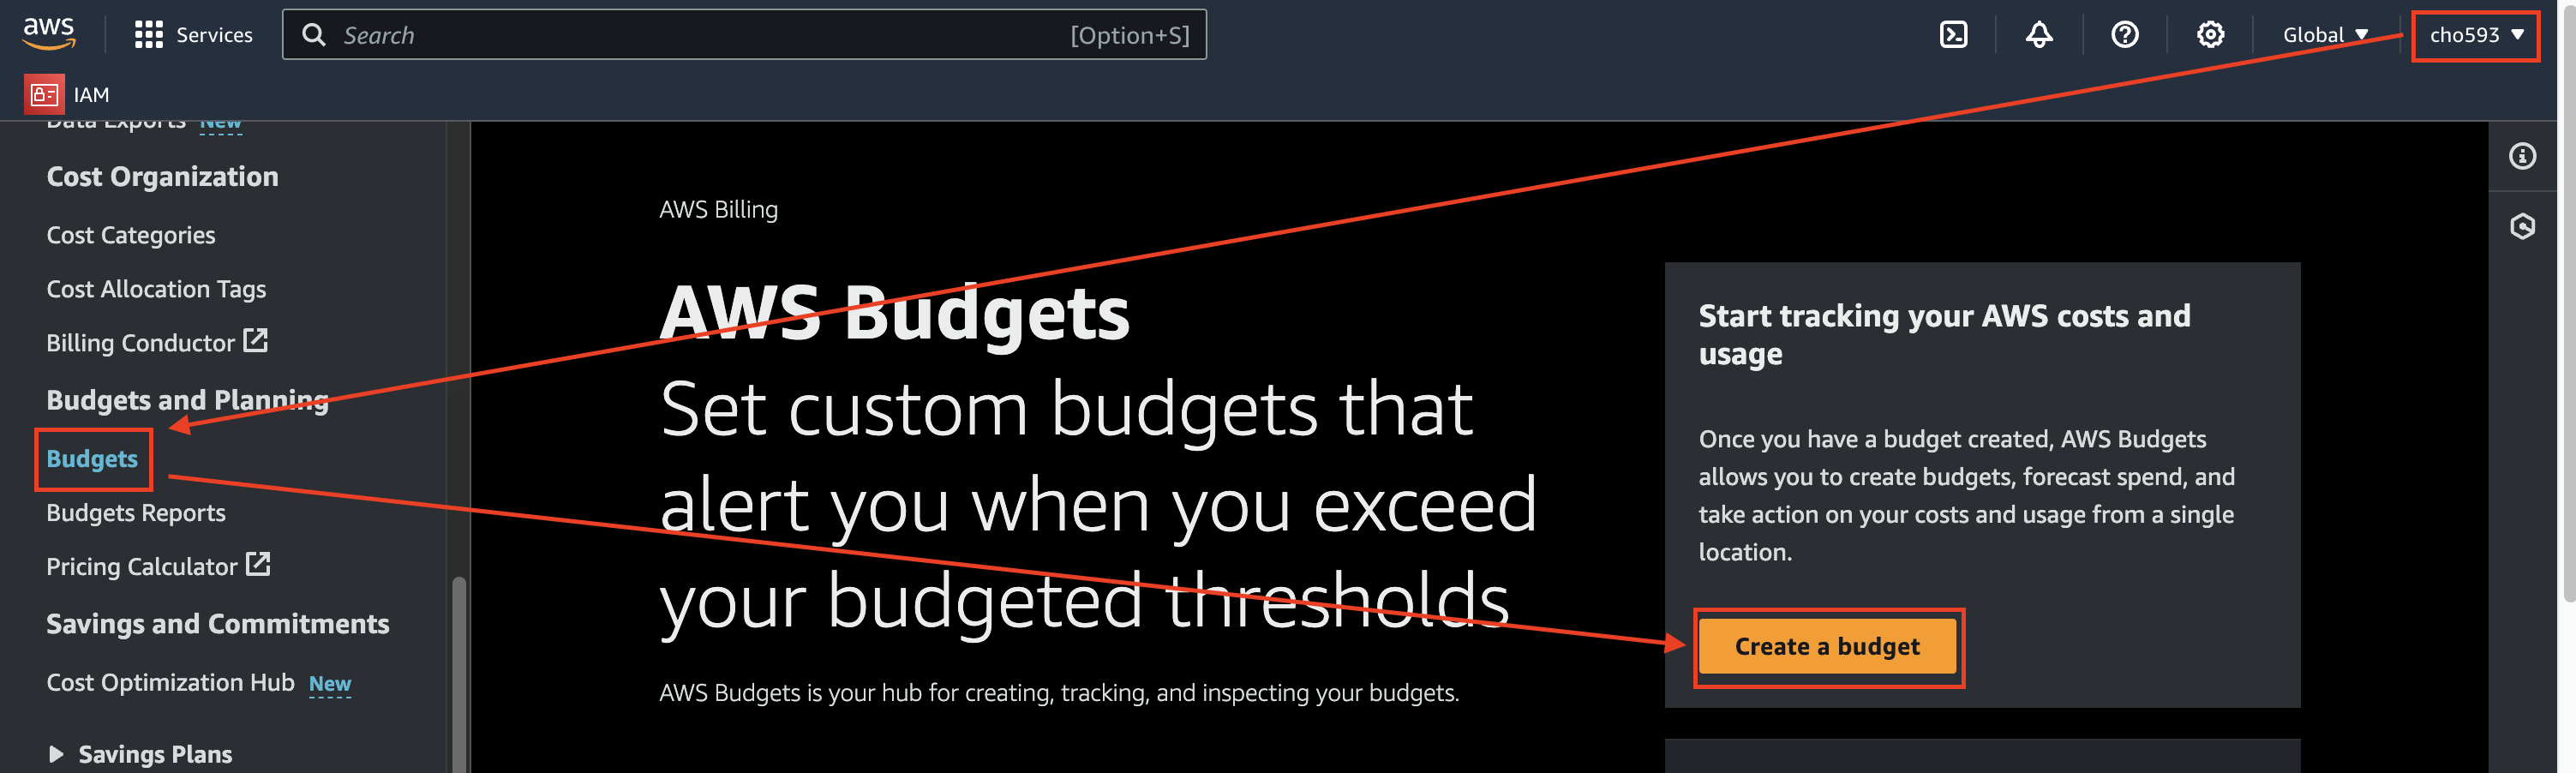 aws
Services
Search
[Option+S]
Global
cho593
IAM
Data Exports New
Cost Organization
Cost Categories
Cost Allocation Tags
Billing Conductor
Budgets and Planning
Budgets
Budgets Reports
Pricing Calculator
Savings and Commitments
Cost Optimization Hub New
Savings Plans
AWS Billing
AWS Budgets
Set custom budgets that
alert you when you exceed
your budgeted thresholds
AWS Budgets is your hub for creating, tracking, and inspecting your budgets.
Start tracking your AWS costs and
usage
Once you have a budget created, AWS Budgets
allows you to create budgets, forecast spend, and
take action on your costs and usage from a single
location.
Create a budget